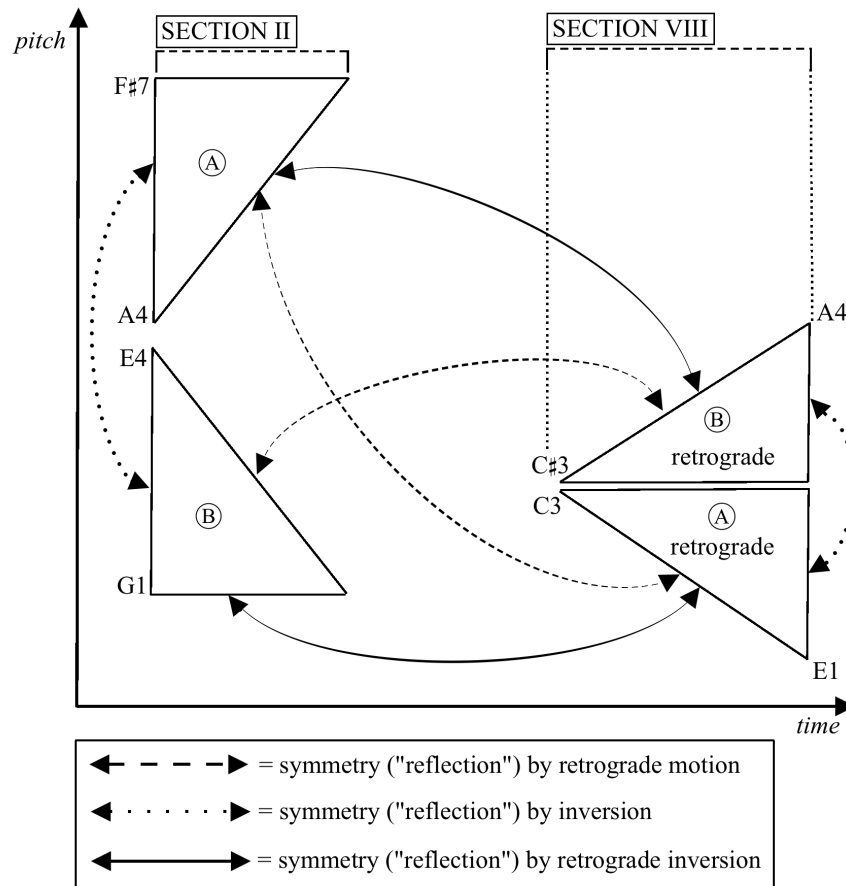 SECTION II
SECTION VIII
pitch
F♯7
Ⓐ
A4
A4
E4
Ⓑ
retrograde
C♯3
C3
Ⓐ
Ⓑ
retrograde
G1
E1
time
= symmetry ("reflection") by retrograde motion
= symmetry ("reflection") by inversion
= symmetry ("reflection") by retrograde inversion